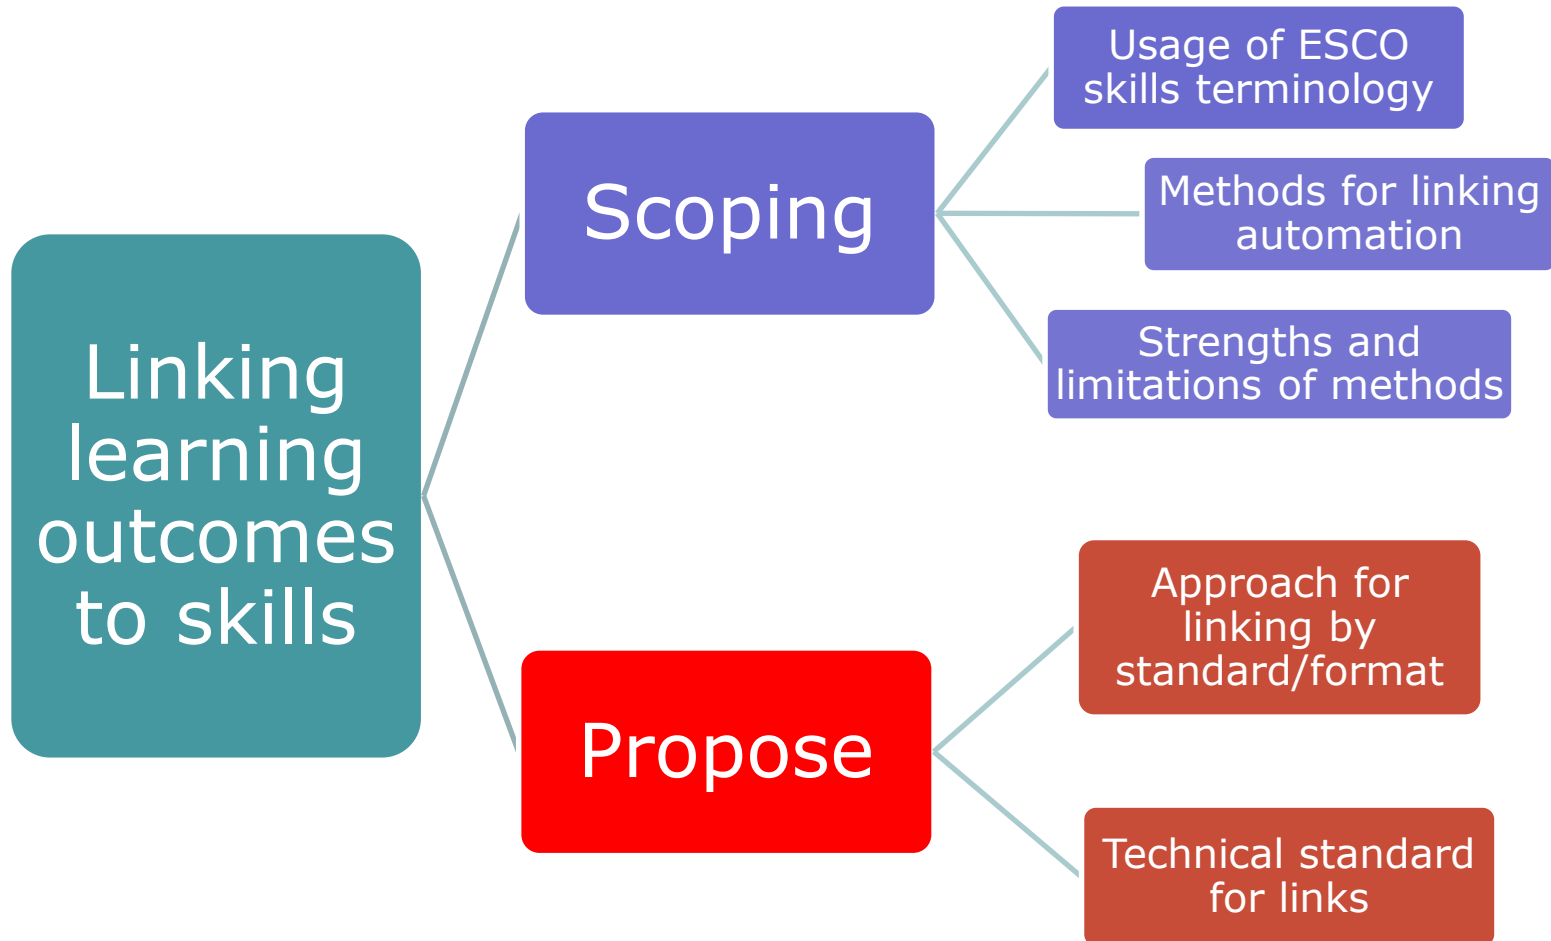 Linking
learning
outcomes
to skills
Scoping
Usage of ESCO
skills terminology
Methods for linking
automation
Strengths and
limitations of methods
Propose
Approach for
linking by
standard/format
Technical standard
for links